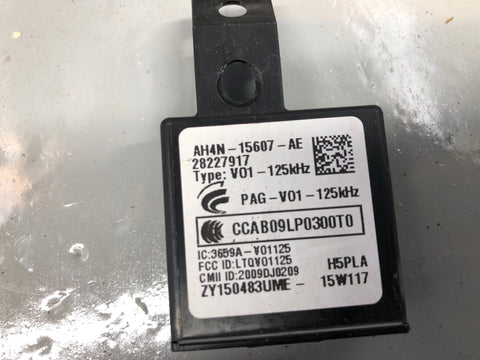 AH4N-15607-AE
28227917
Type: V01-125kHz
PAG-V01-125kHz
CCAB09LP0300T0
IC:3659A-V01125
FCC ID:LTQV01125
CMII ID:2009DJ0209
H5PLA
ZY150483UME- 15W117